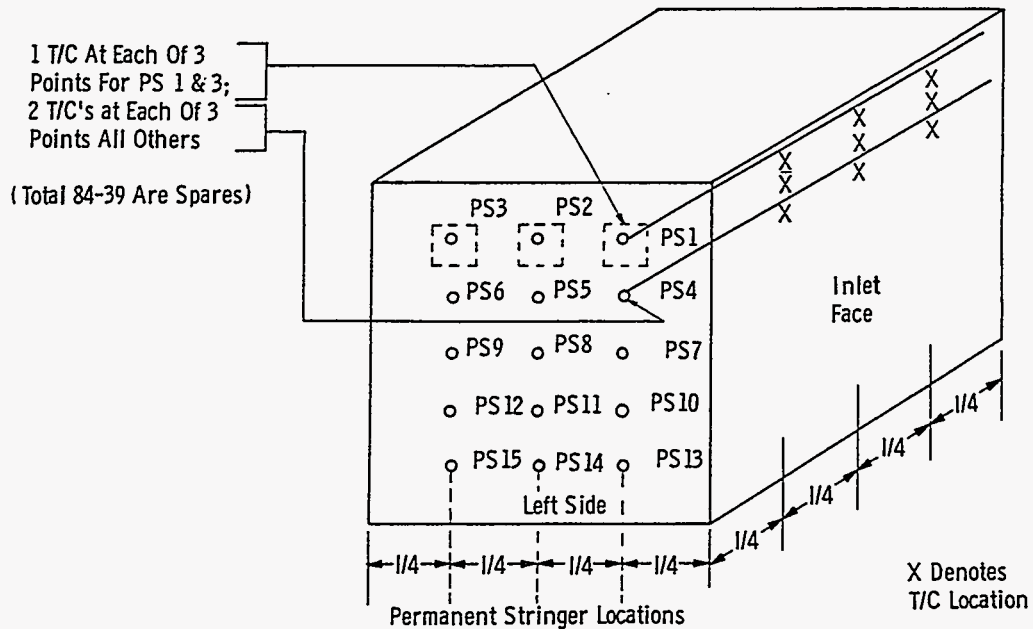 1 T/C At Each Of 3
Points For PS 1 & 3;
2 T/C's at Each Of 3
Points All Others
(Total 84-39 Are Spares)
PS3 PS2 PS1
PS6 PS5 PS4
PS9 PS8 PS7
PS12 PS11 PS10
PS15 PS14 PS13
Left Side
Inlet
Face
X
X
X
X
X
X
X
X
X
1/4 1/4 1/4 1/4
1/4
1/4
1/4
1/4
Permanent Stringer Locations
X Denotes
T/C Location